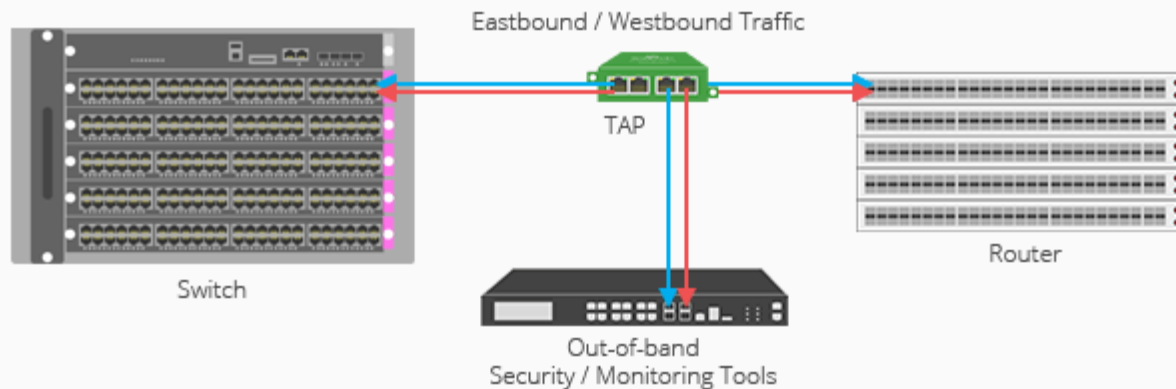 Eastbound / Westbound Traffic
TAP
Switch
Router
Out-of-band
Security / Monitoring Tools